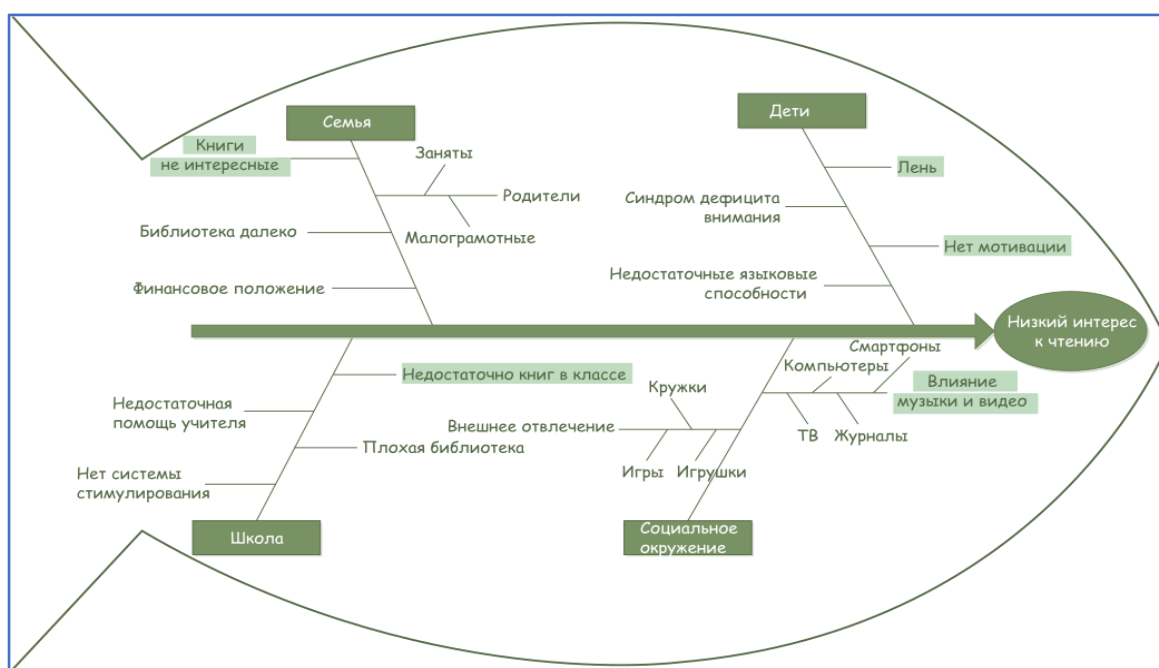 Семья
Книги
не интересные
Заняты
Родители
Малограмотные
Библиотека далеко
Финансовое положение
Дети
Лень
Синдром дефицита
внимания
Нет мотивации
Недостаточные языковые
способности
Низкий интерес
к чтению
Недостаточно книг в классе
Недостаточная
помощь учителя
Плохая библиотека
Нет системы
стимулирования
Школа
Смартфоны
Компьютеры
Влияние
музыки и видео
Кружки
Внешнее отвлечение
ТВ
Журналы
Игры
Игрушки
Социальное
окружение